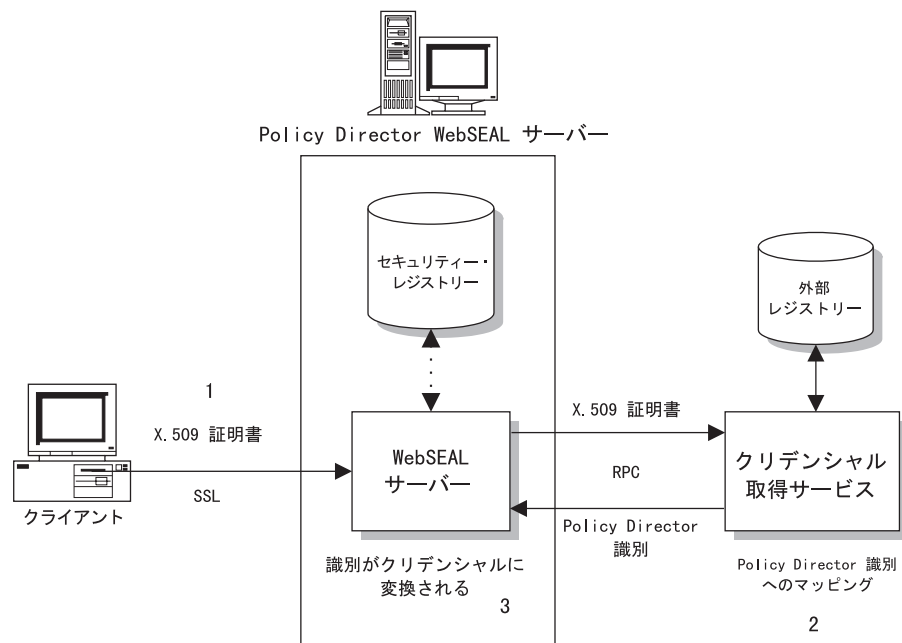 Policy Director WebSEAL サーバー
セキュリティー・
レジストリー
外部
レジストリー
1
X.509 証明書
SSL
クライアント
WebSEAL
サーバー
X.509 証明書
RPC
Policy Director
識別
クリデンシャル
取得サービス
識別がクリデンシャルに
変換される
3
Policy Director 識別
へのマッピング
2